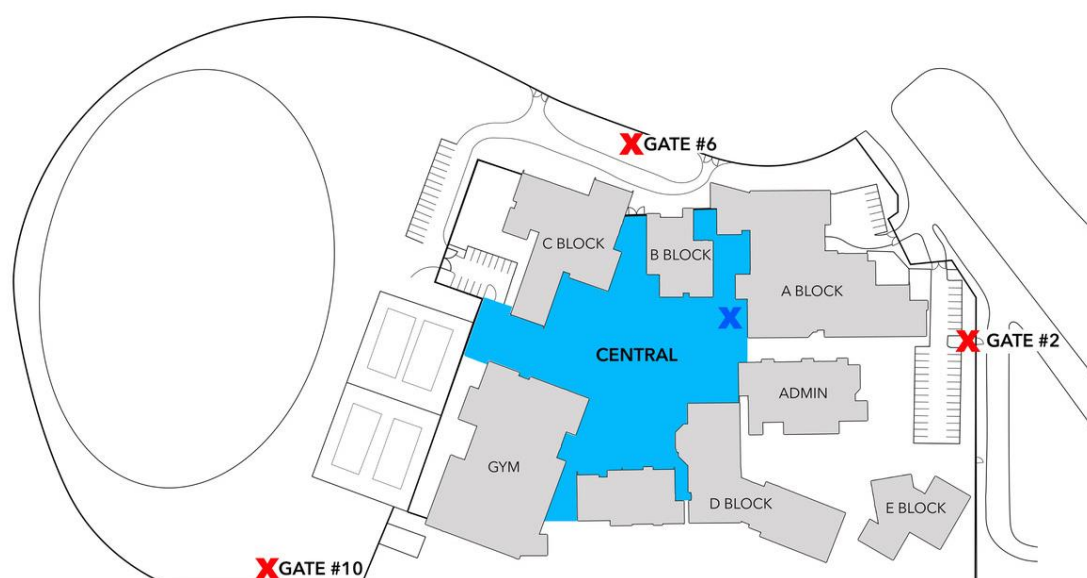 X GATE #6
C BLOCK
B BLOCK
A BLOCK
X
CENTRAL
X GATE #2
ADMIN
GYM
D BLOCK
E BLOCK
X GATE #10